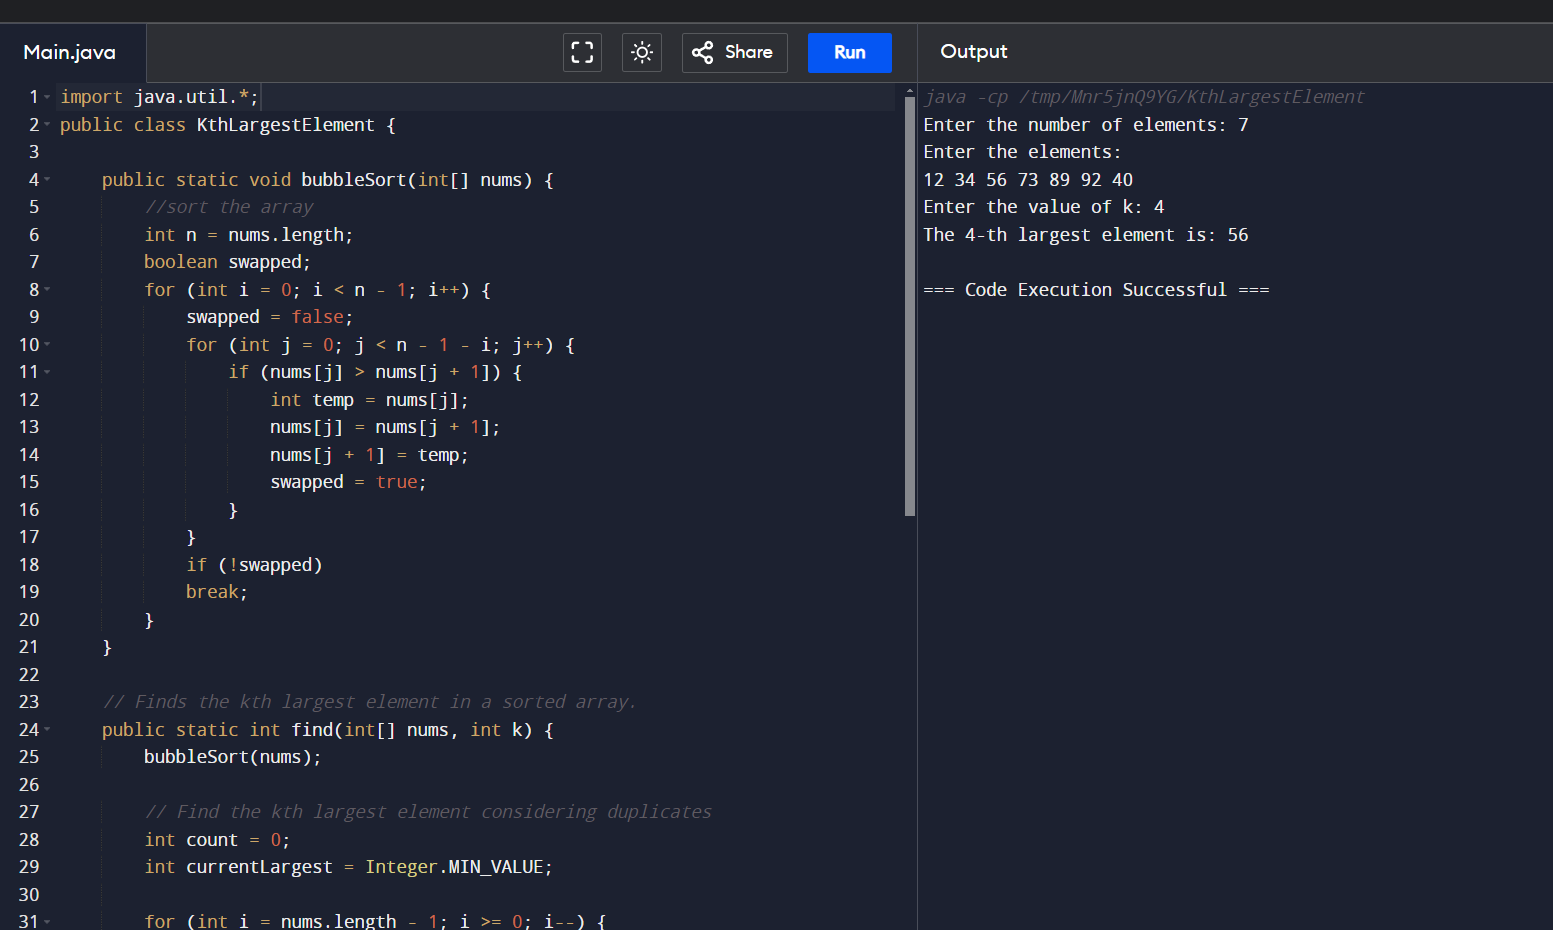 Main.java
Share
Run
Output
1 import java.util.*;
2 public class KthLargestElement {
3
4     public static void bubbleSort(int[] nums) {
5         //sort the array
6         int n = nums.length;
7         boolean swapped;
8         for (int i = 0; i < n - 1; i++) {
9             swapped = false;
10             for (int j = 0; j < n - 1 - i; j++) {
11                 if (nums[j] > nums[j + 1]) {
12                     int temp = nums[j];
13                     nums[j] = nums[j + 1];
14                     nums[j + 1] = temp;
15                     swapped = true;
16                 }
17             }
18             if (!swapped)
19             break;
20         }
21     }
22
23     // Finds the kth largest element in a sorted array.
24     public static int find(int[] nums, int k) {
25         bubbleSort(nums);
26
27         // Find the kth largest element considering duplicates
28         int count = 0;
29         int currentLargest = Integer.MIN_VALUE;
30
31         for (int i = nums.length - 1; i >= 0; i--) {
java -cp /tmp/Mnr5jnQ9YG/KthLargestElement
Enter the number of elements: 7
Enter the elements:
12 34 56 73 89 92 40
Enter the value of k: 4
The 4-th largest element is: 56
=== Code Execution Successful ===